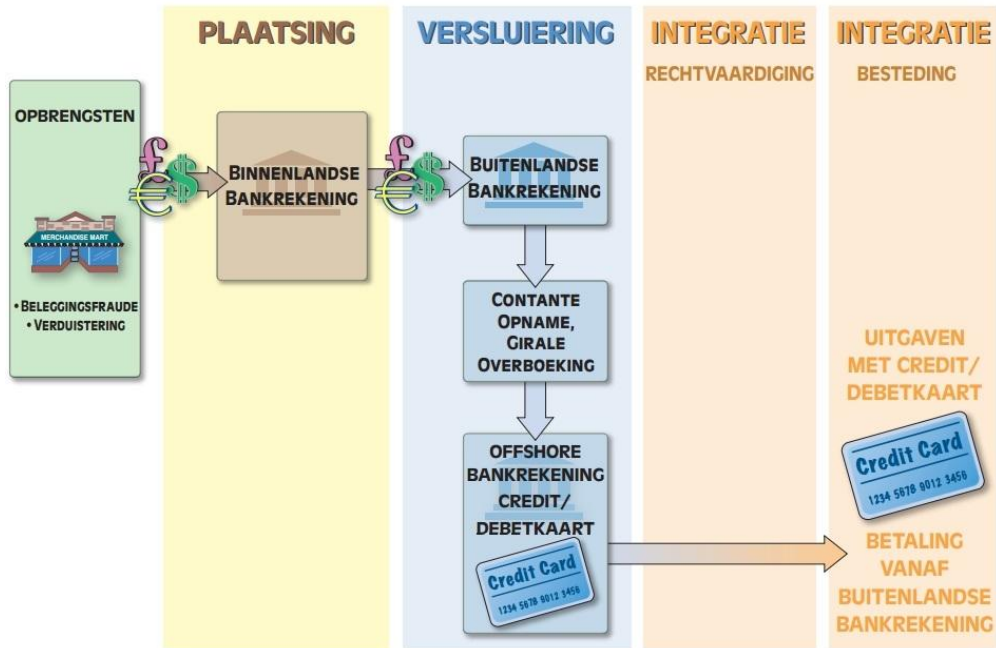 PLAATSING
VERSLUIERING
INTEGRATIE
INTEGRATIE
RECHTVAARDIGING
BESTEDING
OPBRENGSTEN
MERCHANDISE MART
• BELEGGINGSFRAUDE
• VERDUISTERING
£
$
€
BINNENLANDSE
BANKREKENING
£
$
€
BUITENLANDSE
BANKREKENING
CONTANTE
OPNAME,
GIRALE
OVERBOEKING
OFFSHORE
BANKREKENING
CREDIT/
DEBETKAART
Credit Card
1234 5678 9012 3456
UITGAVEN
MET CREDIT/
DEBETKAART
Credit Card
1234 5678 9012 3456
BETALING
VANAF
BUITENLANDSE
BANKREKENING